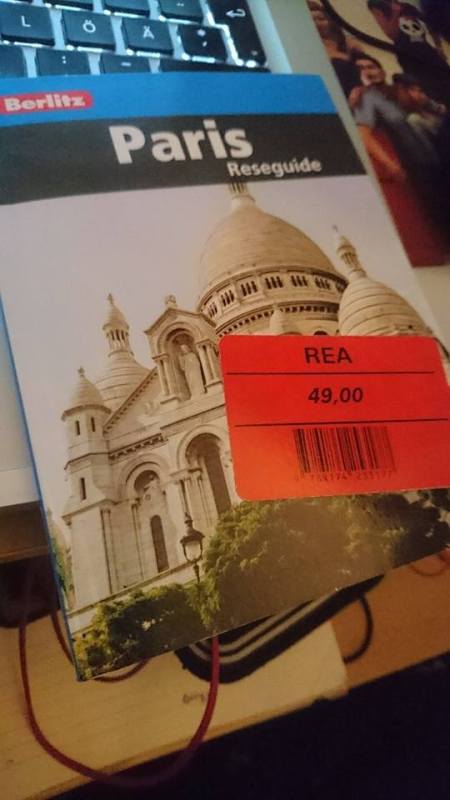 L Ö Ä
Berlitz
Paris
Reseguide
REA
49,00